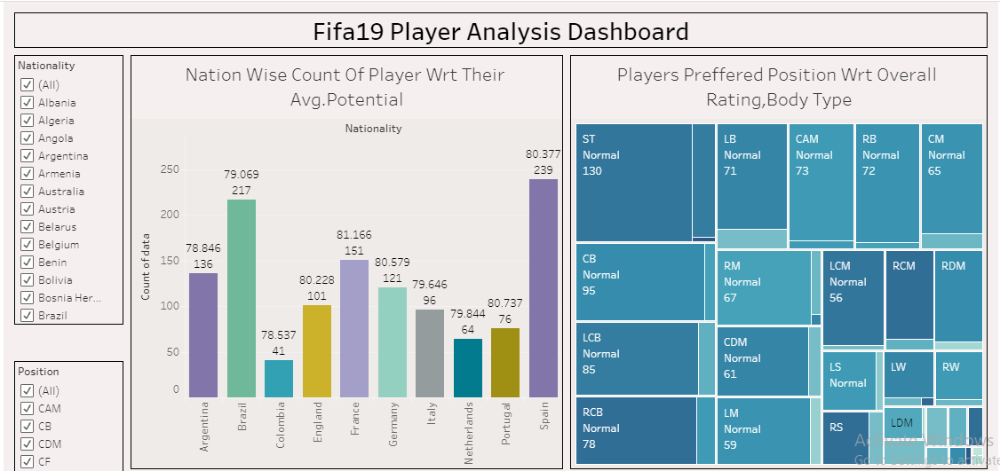 Fifa19 Player Analysis Dashboard
Nationality
(All)
Albania
Algeria
Angola
Argentina
Armenia
Australia
Austria
Belarus
Belgium
Benin
Bolivia
Bosnia Her...
Brazil
Position
(All)
CAM
CB
CDM
CF
Nation Wise Count Of Player Wrt Their
Avg.Potential
Nationality
Count of data
250
200
150
100
50
0
78.846
136
79.069
217
78.537
41
80.228
101
81.166
151
80.579
121
79.646
96
79.844
64
80.737
76
80.377
239
Argentina
Brazil
Colombia
England
France
Germany
Italy
Netherlands
Portugal
Spain
Players Preffered Position Wrt Overall
Rating,Body Type
ST
Normal
130
CB
Normal
95
LCB
Normal
85
RCB
Normal
78
LB
Normal
71
CAM
Normal
73
RB
Normal
72
CM
Normal
65
RM
Normal
67
CDM
Normal
61
LM
Normal
59
LCM
Normal
56
RCM
RDM
LS
Normal
LW
RW
RS
LDM
Activate Windows
Go to Settings to activate